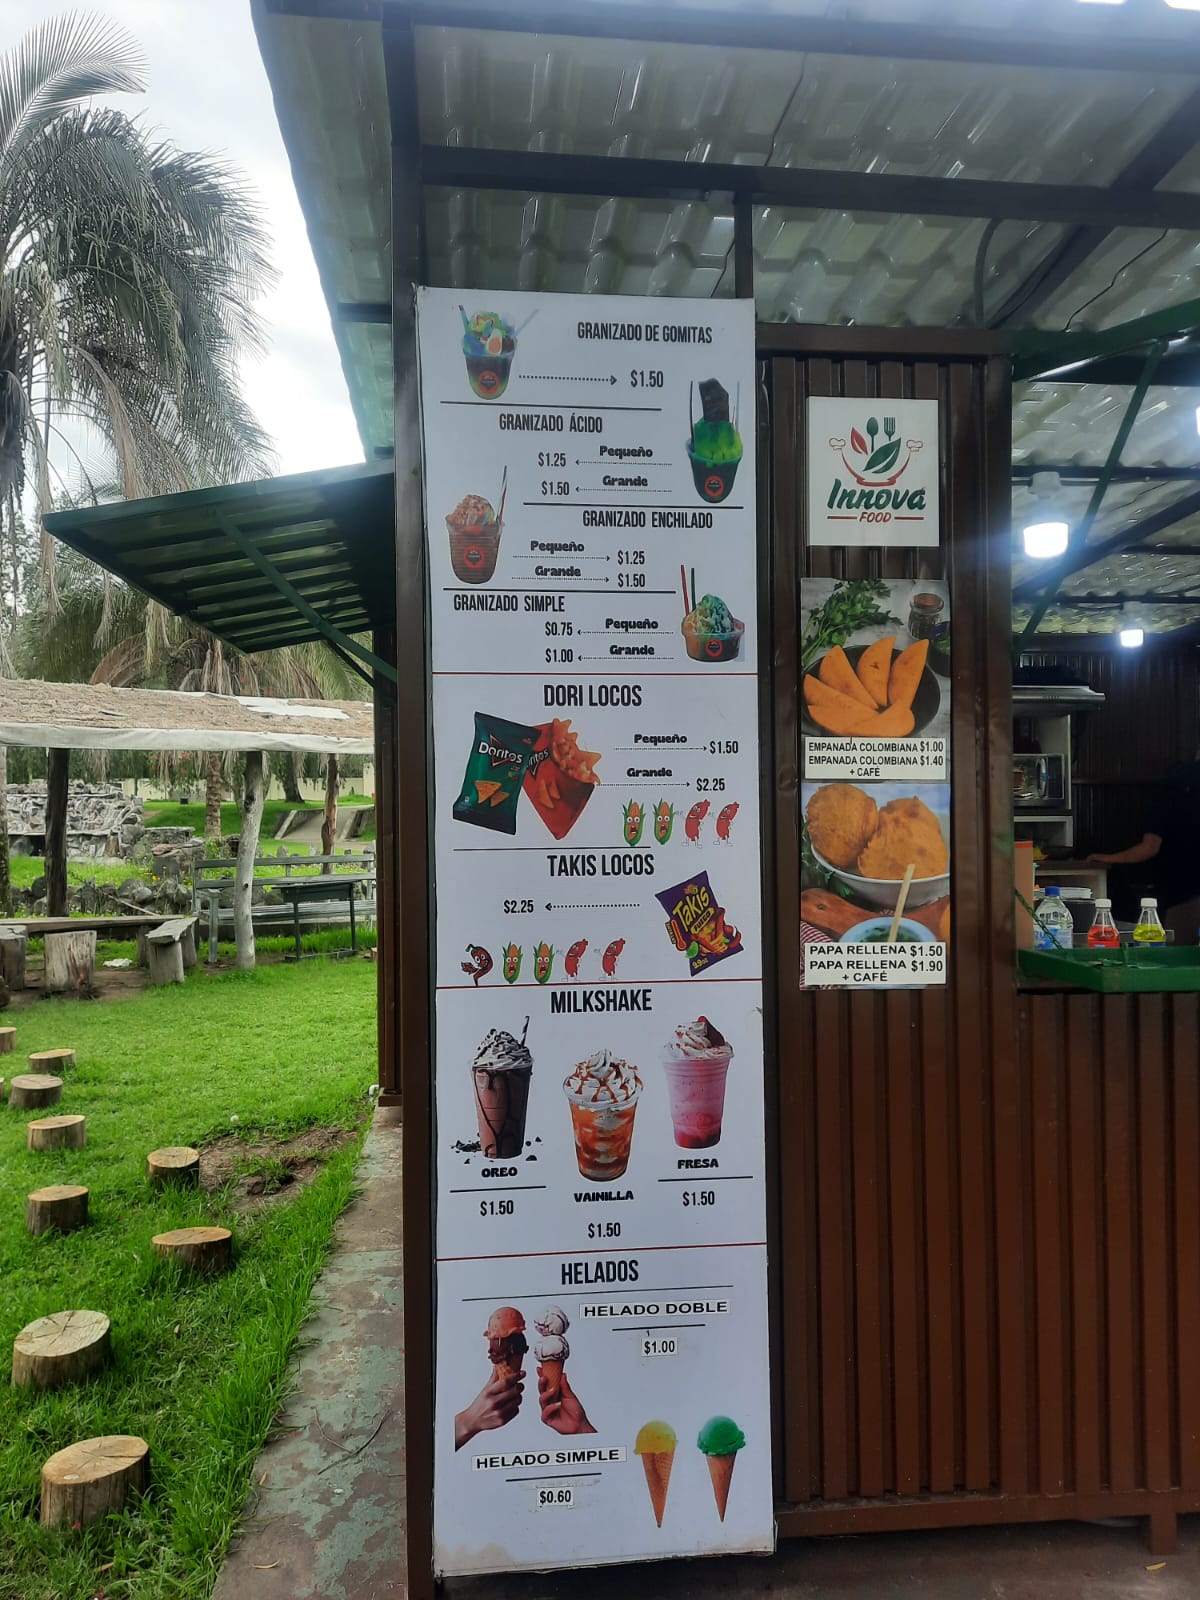 GRANIZADO DE GOMITAS
$1.50
GRANIZADO ÁCIDO
Pequeño
$1.25
Grande
$1.50
GRANIZADO ENCHILADO
Pequeño
$1.25
Grande
$1.50
GRANIZADO SIMPLE
$0.75 Pequeño
$1.00 Grande
DORI LOCOS
Doritos
Pequeño
$1.50
Grande
$2.25
TAKIS LOCOS
$2.25
Takis
MILKSHAKE
OREO
$1.50
VAINILLA
$1.50
FRESA
$1.50
HELADOS
HELADO DOBLE
$1.00
HELADO SIMPLE
$0.60
Innova
FOOD
EMPANADA COLOMBIANA $1.00
EMPANADA COLOMBIANA $1.40
+ CAFÉ
PAPA RELLENA $1.50
PAPA RELLENA $1.90
+ CAFÉ